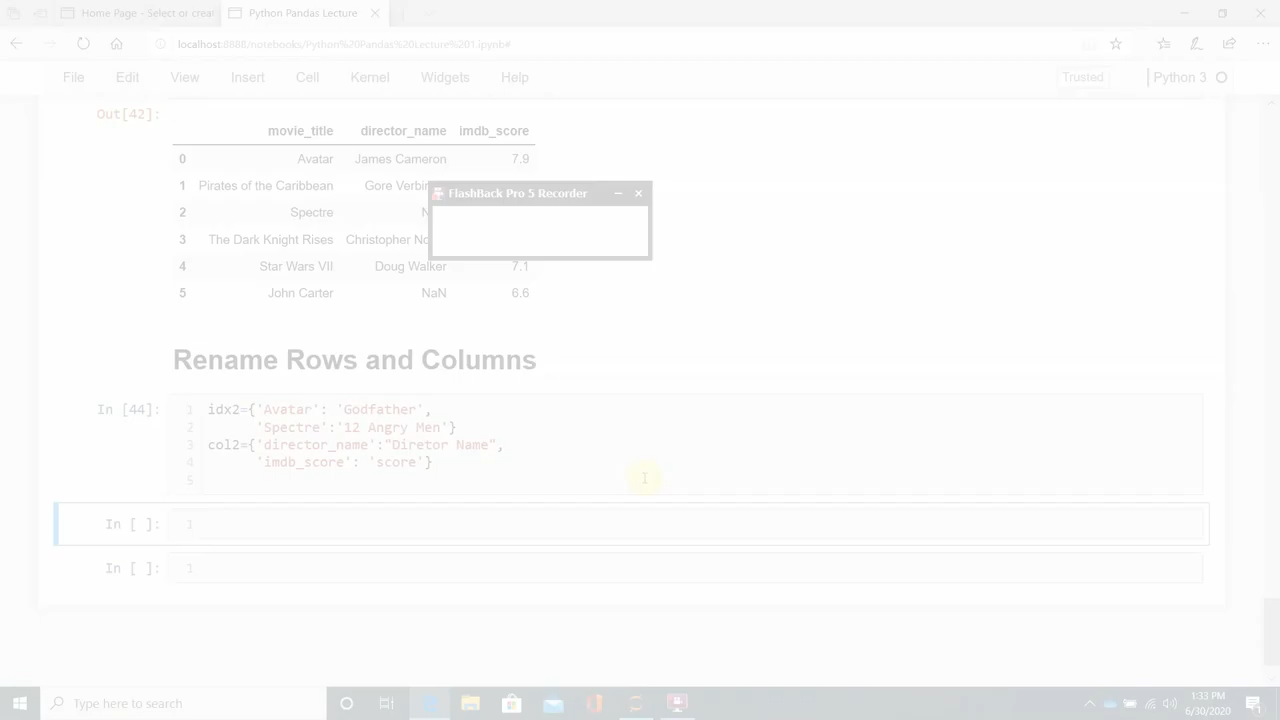 Home Page - Select or creat
Python Pandas Lecture
localhost:8888/notebooks/Python%20Pandas%20Lecture%201.ipynb#
File Edit View Insert Cell Kernel Widgets Help Trusted Python 3
Out[42]:
movie_title director_name imdb_score
0 Avatar James Cameron 7.9
1 Pirates of the Caribbean Gore Verbin
FlashBack Pro 5 Recorder
2 Spectre N
3 The Dark Knight Rises Christopher No
4 Star Wars VII Doug Walker 7.1
5 John Carter NaN 6.6
Rename Rows and Columns
In [44]:
1 idx2={'Avatar': 'Godfather',
2 'Spectre':'12 Angry Men'}
3 col2={'director_name':"Diretor Name",
4 'imdb_score': 'score'}
5
In [ ]: 1
In [ ]: 1
Type here to search
1:33 PM
6/30/2020